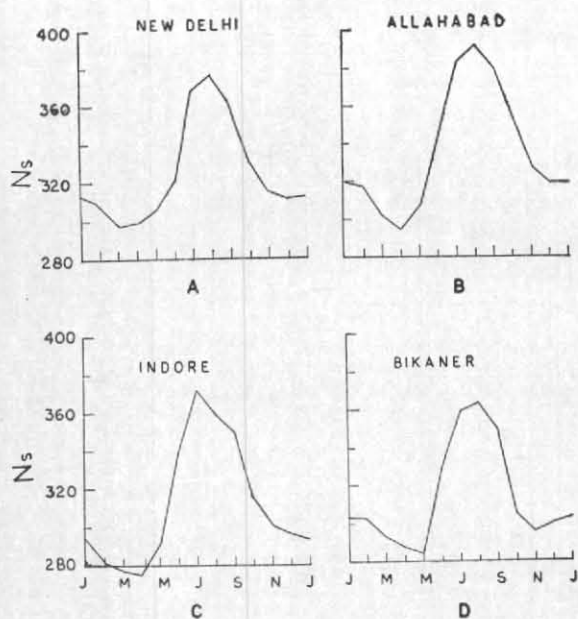 NEW DELHI
ALLAHABAD
400
360
320
280
Ns
A
B
INDORE
BIKANER
400
360
320
280
Ns
J M M J S N J
J M M J S N J
C
D